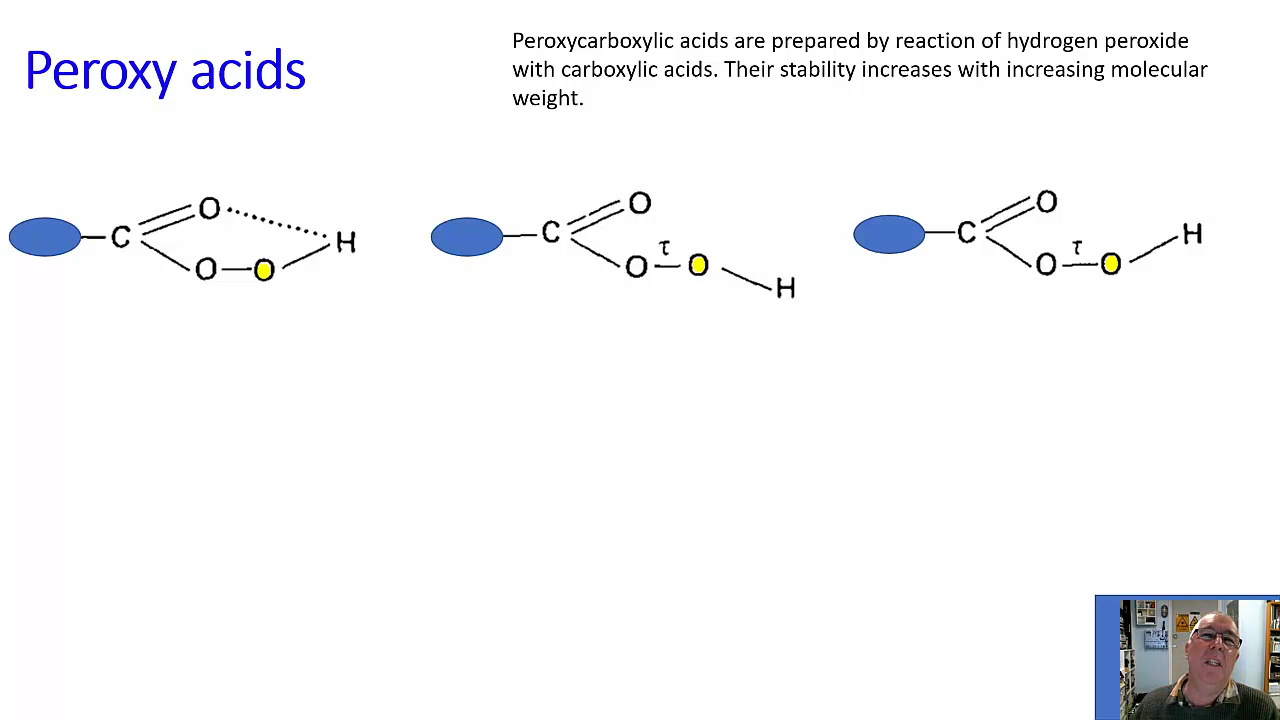 Peroxy acids
Peroxycarboxylic acids are prepared by reaction of hydrogen peroxide
with carboxylic acids. Their stability increases with increasing molecular
weight.
C O O O H
C O O τ O H
C O O τ O H